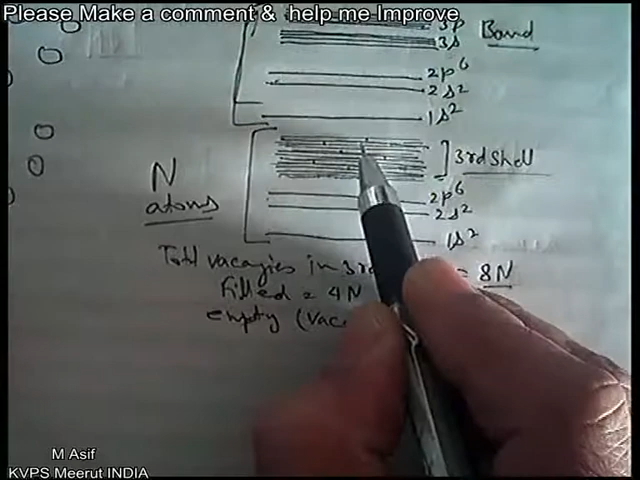 Please Make a comment & help me Improve
3p
3s
Band
2p⁶
2s²
1s²
3rd shell
N
atoms
2p⁶
2s²
1s²
Total vacancies in 3rd = 8N
Filled = 4N
empty (vac
M Asif
KVPS Meerut INDIA